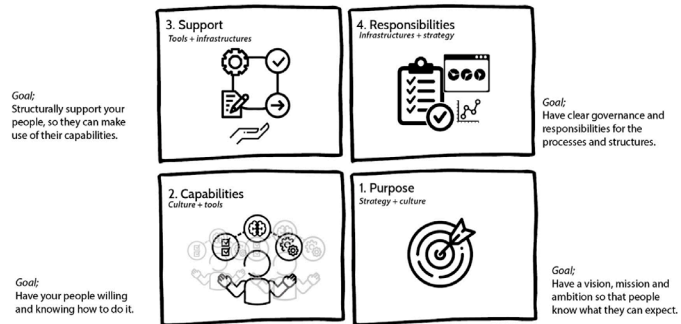 3. Support
Tools + infrastructures
4. Responsibilities
Infrastructures + strategy
Goal;
Structurally support your
people, so they can make
use of their capabilities.
Goal;
Have clear governance and
responsibilities for the
processes and structures.
2. Capabilities
Culture + tools
1. Purpose
Strategy + culture
Goal;
Have your people willing
and knowing how to do it.
Goal;
Have a vision, mission and
ambition so that people
know what they can expect.